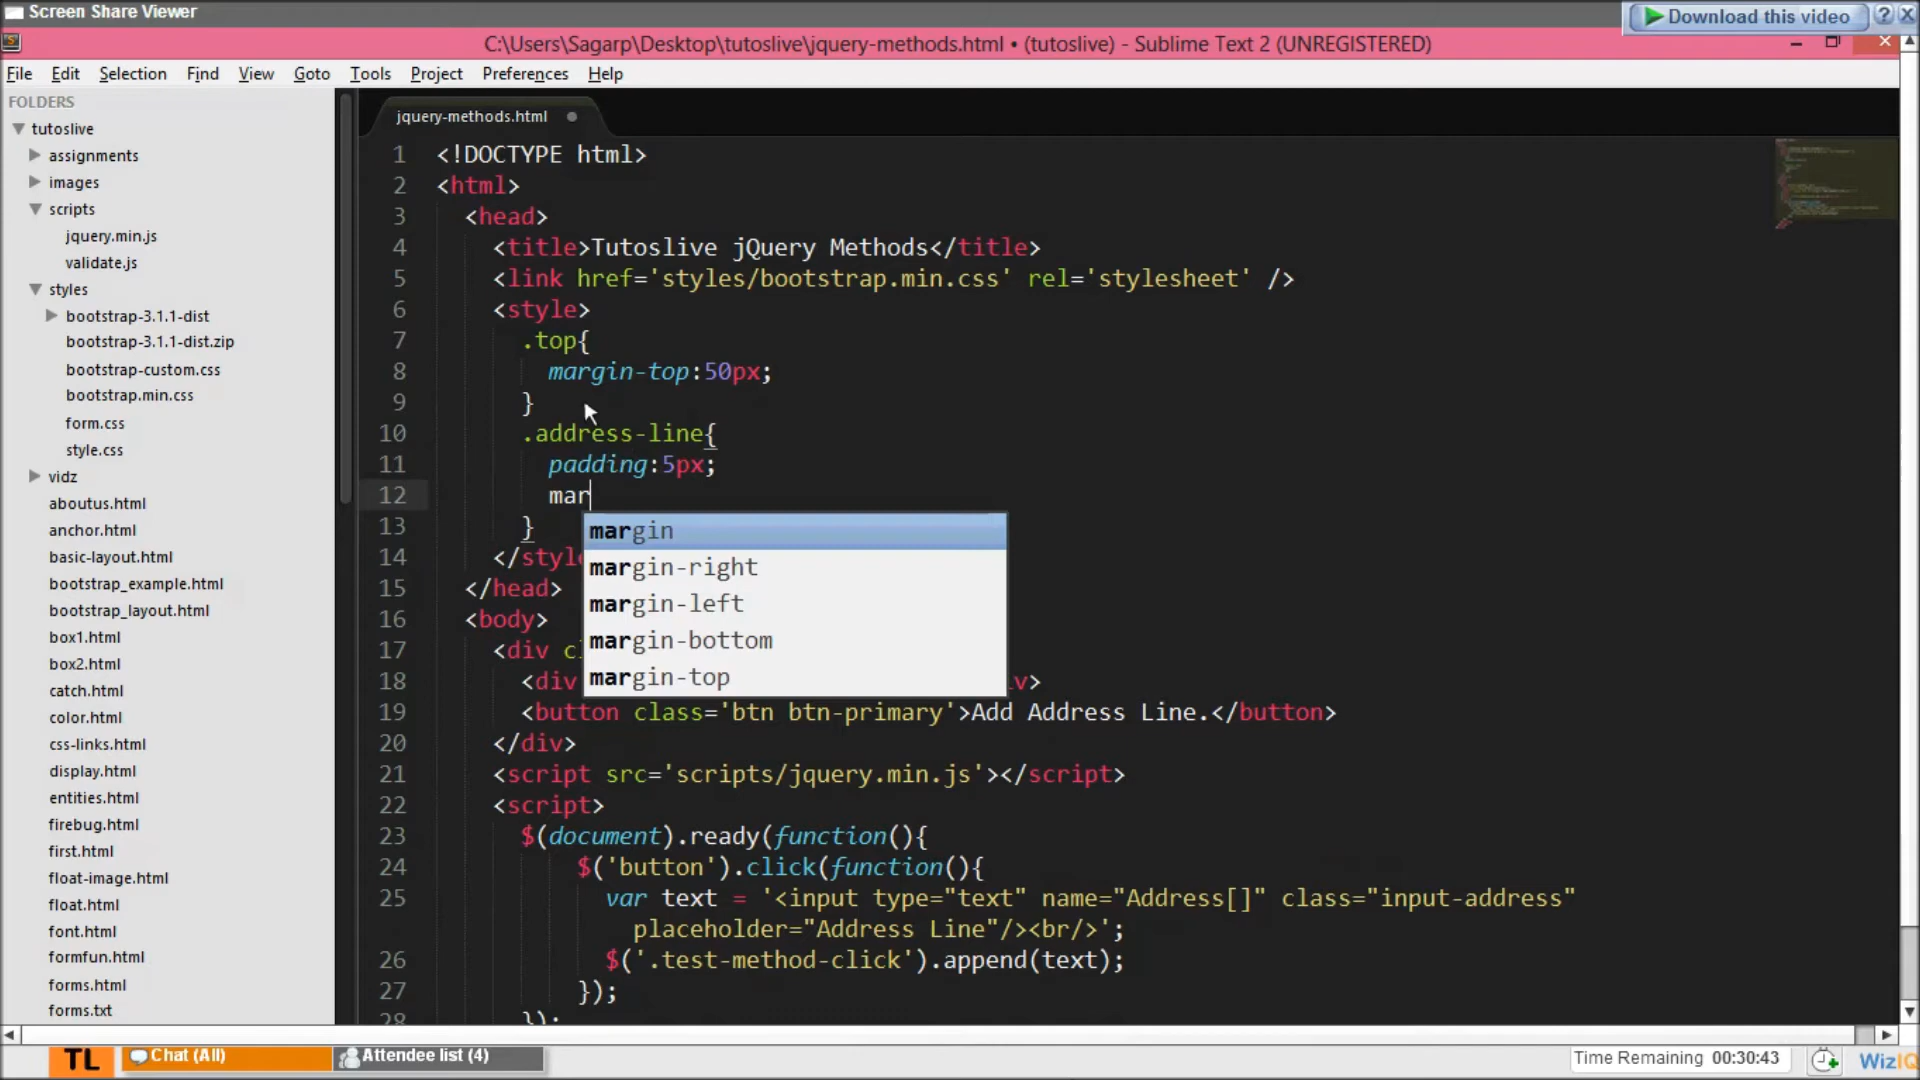 Screen Share Viewer
Download this video
C:\Users\Sagarp\Desktop\tutoslive\jquery-methods.html • (tutoslive) - Sublime Text 2 (UNREGISTERED)
File Edit Selection Find View Goto Tools Project Preferences Help
FOLDERS
tutoslive
assignments
images
scripts
jquery.min.js
validate.js
styles
bootstrap-3.1.1-dist
bootstrap-3.1.1-dist.zip
bootstrap-custom.css
bootstrap.min.css
form.css
style.css
vidz
aboutus.html
anchor.html
basic-layout.html
bootstrap_example.html
bootstrap_layout.html
box1.html
box2.html
catch.html
color.html
css-links.html
display.html
entities.html
firebug.html
first.html
float-image.html
float.html
font.html
formfun.html
forms.html
forms.txt
jquery-methods.html
1 <!DOCTYPE html>
2 <html>
3 <head>
4 <title>Tutoslive jQuery Methods</title>
5 <link href='styles/bootstrap.min.css' rel='stylesheet' />
6 <style>
7 .top{
8 margin-top:50px;
9 }
10 .address-line{
11 padding:5px;
12 mar
13 }
14 </style
15 </head>
16 <body>
17 <div cl
18 <div iv>
19 <button class='btn btn-primary'>Add Address Line.</button>
20 </div>
21 <script src='scripts/jquery.min.js'></script>
22 <script>
23 $(document).ready(function(){
24 $('button').click(function(){
25 var text = '<input type="text" name="Address[]" class="input-address"
placeholder="Address Line"/><br/>';
26 $('.test-method-click').append(text);
27 });
28 });
margin
margin-right
margin-left
margin-bottom
margin-top
TL
Chat (All)
Attendee list (4)
Time Remaining 00:30:43
WizIQ